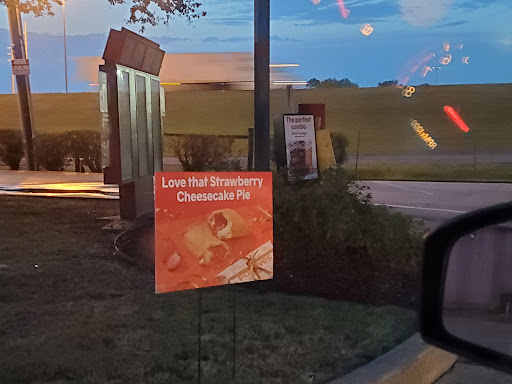 The perfect
combo.
Love that Strawberry
Cheesecake Pie